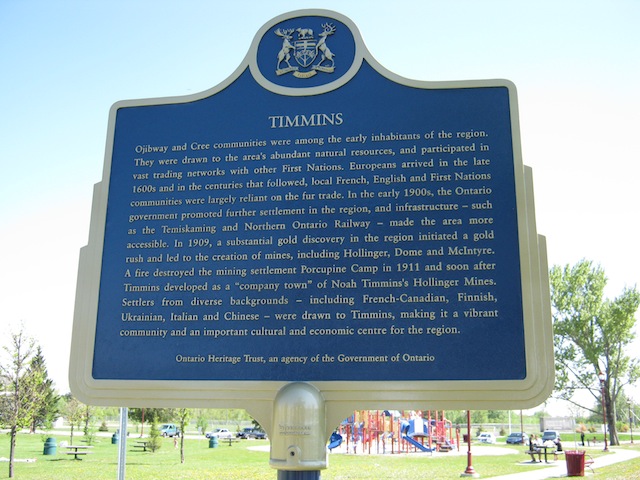 TIMMINS
Ojibway and Cree communities were among the early inhabitants of the region.
They were drawn to the area's abundant natural resources, and participated in
vast trading networks with other First Nations. Europeans arrived in the late
1600s and in the centuries that followed, local French, English and First Nations
communities were largely reliant on the fur trade. In the early 1900s, the Ontario
government promoted further settlement in the region, and infrastructure – such
as the Temiskaming and Northern Ontario Railway – made the area more
accessible. In 1909, a substantial gold discovery in the region initiated a gold
rush and led to the creation of mines, including Hollinger, Dome and McIntyre.
A fire destroyed the mining settlement Porcupine Camp in 1911 and soon after
Timmins developed as a "company town" of Noah Timmins's Hollinger Mines.
Settlers from diverse backgrounds – including French-Canadian, Finnish,
Ukrainian, Italian and Chinese – were drawn to Timmins, making it a vibrant
community and an important cultural and economic centre for the region.
Ontario Heritage Trust, an agency of the Government of Ontario